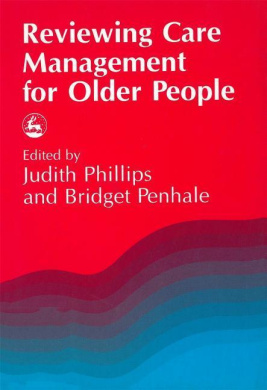 Reviewing Care
Management
for Older People
Edited by
Judith Phillips
and Bridget Penhale